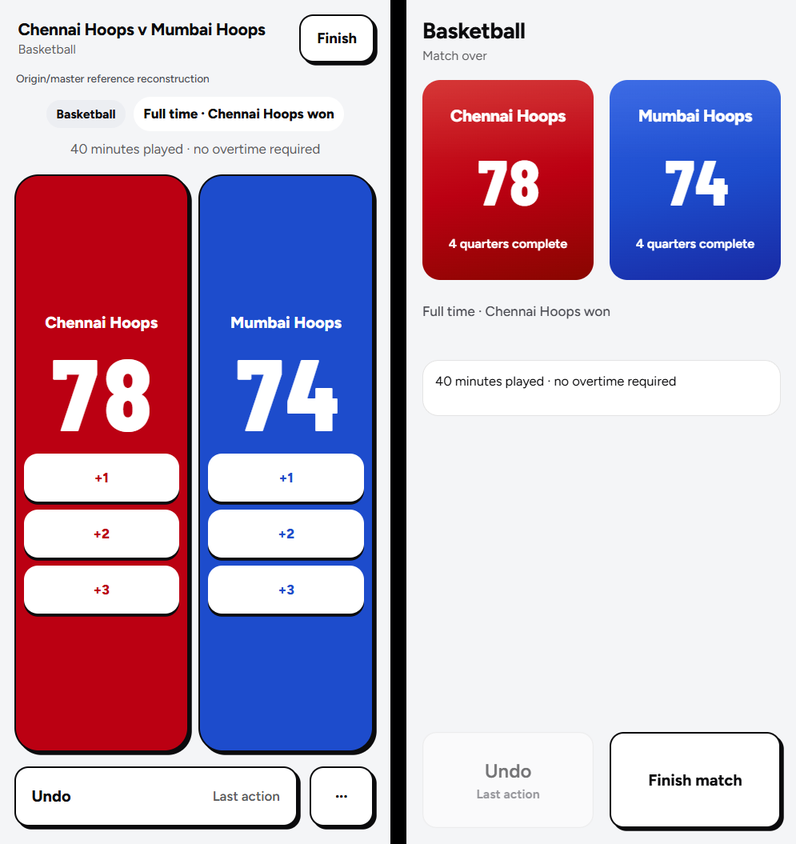 Chennai Hoops v Mumbai Hoops
Basketball
Finish
Origin/master reference reconstruction
Basketball
Full time · Chennai Hoops won
40 minutes played · no overtime required
Chennai Hoops
78
+1
+2
+3
Mumbai Hoops
74
+1
+2
+3
Undo
Last action
···
Basketball
Match over
Chennai Hoops
78
4 quarters complete
Mumbai Hoops
74
4 quarters complete
Full time · Chennai Hoops won
40 minutes played · no overtime required
Undo
Last action
Finish match